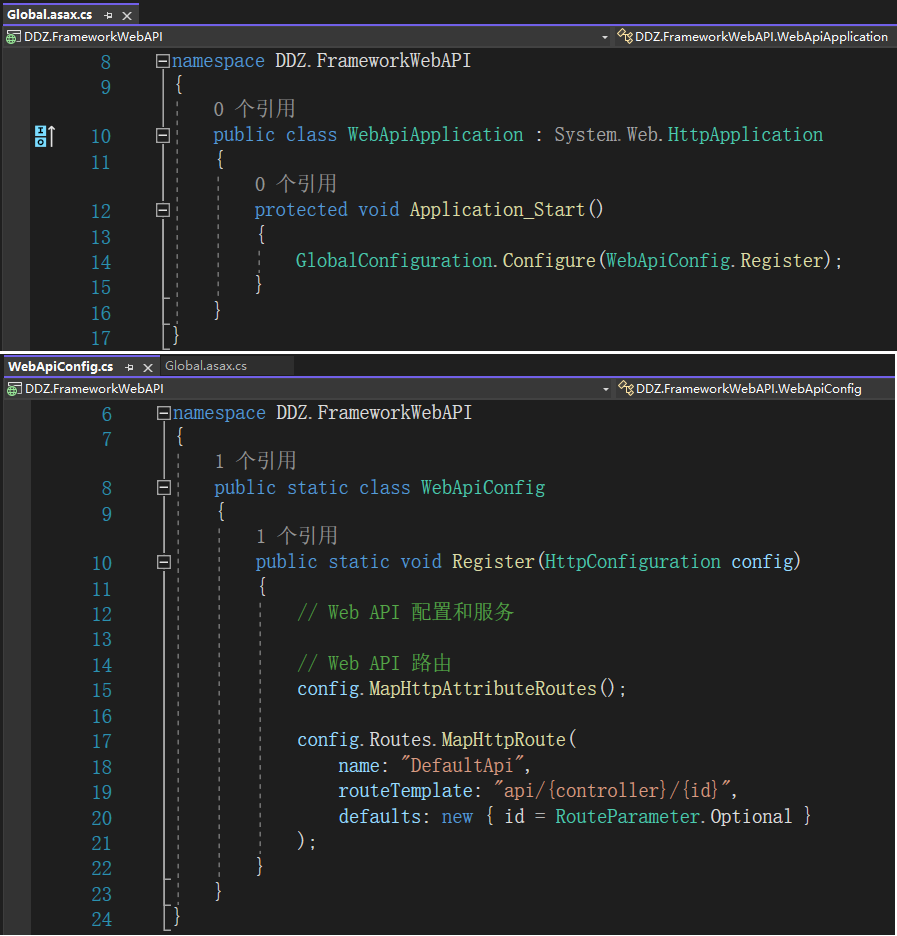 Global.asax.cs
DDZ.FrameworkWebAPI DDZ.FrameworkWebAPI.WebApiApplication
8 namespace DDZ.FrameworkWebAPI
9 {
0 个引用
10 public class WebApiApplication : System.Web.HttpApplication
11 {
0 个引用
12 protected void Application_Start()
13 {
14 GlobalConfiguration.Configure(WebApiConfig.Register);
15 }
16 }
17 }
WebApiConfig.cs Global.asax.cs
DDZ.FrameworkWebAPI DDZ.FrameworkWebAPI.WebApiConfig
6 namespace DDZ.FrameworkWebAPI
7 {
1 个引用
8 public static class WebApiConfig
9 {
1 个引用
10 public static void Register(HttpConfiguration config)
11 {
12 // Web API 配置和服务
13
14 // Web API 路由
15 config.MapHttpAttributeRoutes();
16
17 config.Routes.MapHttpRoute(
18 name: "DefaultApi",
19 routeTemplate: "api/{controller}/{id}",
20 defaults: new { id = RouteParameter.Optional }
21 );
22 }
23 }
24 }